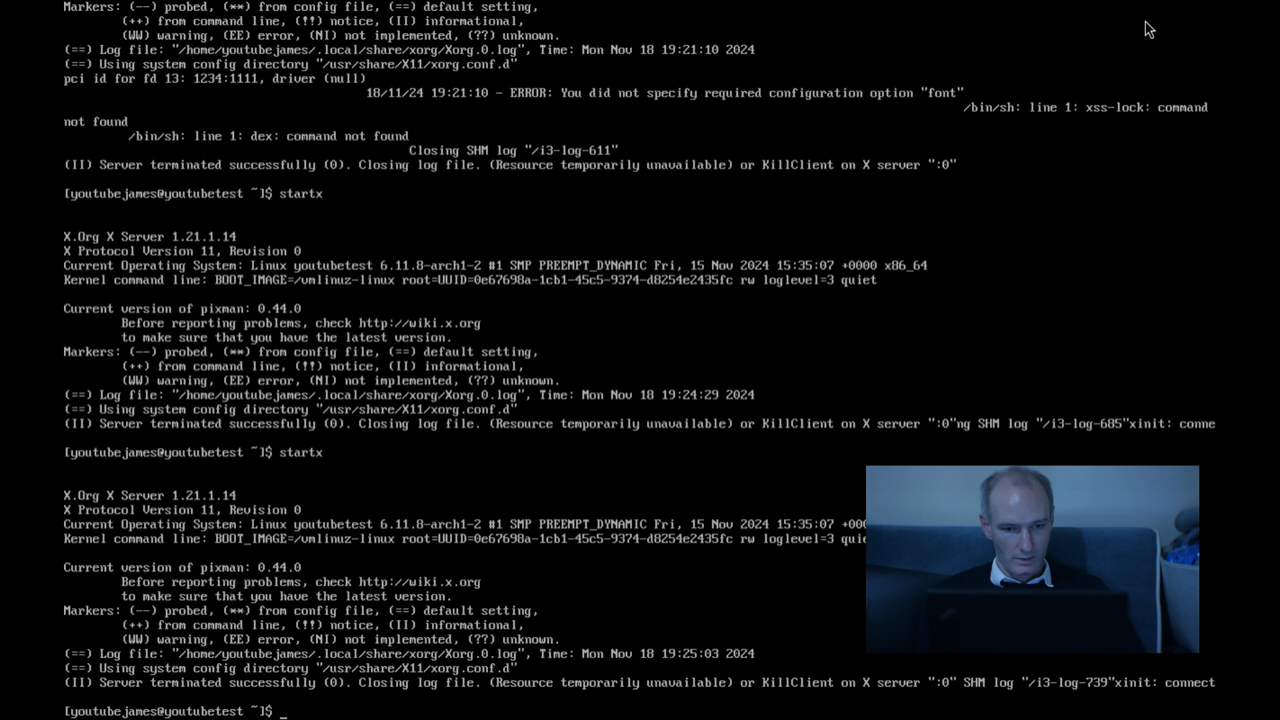 Markers: (--) probed, (**) from config file, (==) default setting,
(++) from command line, (!!) notice, (II) informational,
(WW) warning, (EE) error, (NI) not implemented, (??) unknown.
(==) Log file: "/home/youtubejames/.local/share/xorg/Xorg.0.log", Time: Mon Nov 18 19:21:10 2024
(==) Using system config directory "/usr/share/X11/xorg.conf.d"
pci id for fd 13: 1234:1111, driver (null)
18/11/24 19:21:10 - ERROR: You did not specify required configuration option "font"
/bin/sh: line 1: xss-lock: command
not found
/bin/sh: line 1: dex: command not found
Closing SHM log "/i3-log-611"
(II) Server terminated successfully (0). Closing log file. (Resource temporarily unavailable) or KillClient on X server ":0"
[youtubejames@youtubetest ~]$ startx
X.Org X Server 1.21.1.14
X Protocol Version 11, Revision 0
Current Operating System: Linux youtubetest 6.11.8-arch1-2 #1 SMP PREEMPT_DYNAMIC Fri, 15 Nov 2024 15:35:07 +0000 x86_64
Kernel command line: BOOT_IMAGE=/vmlinuz-linux root=UUID=0e67698a-1cb1-45c5-9374-d8254e2435fc rw loglevel=3 quiet
Current version of pixman: 0.44.0
Before reporting problems, check http://wiki.x.org
to make sure that you have the latest version.
Markers: (--) probed, (**) from config file, (==) default setting,
(++) from command line, (!!) notice, (II) informational,
(WW) warning, (EE) error, (NI) not implemented, (??) unknown.
(==) Log file: "/home/youtubejames/.local/share/xorg/Xorg.0.log", Time: Mon Nov 18 19:24:29 2024
(==) Using system config directory "/usr/share/X11/xorg.conf.d"
(II) Server terminated successfully (0). Closing log file. (Resource temporarily unavailable) or KillClient on X server ":0"ng SHM log "/i3-log-685"xinit: conne
[youtubejames@youtubetest ~]$ startx
X.Org X Server 1.21.1.14
X Protocol Version 11, Revision 0
Current Operating System: Linux youtubetest 6.11.8-arch1-2 #1 SMP PREEMPT_DYNAMIC Fri, 15 Nov 2024 15:35:07 +000
Kernel command line: BOOT_IMAGE=/vmlinuz-linux root=UUID=0e67698a-1cb1-45c5-9374-d8254e2435fc rw loglevel=3 quie
Current version of pixman: 0.44.0
Before reporting problems, check http://wiki.x.org
to make sure that you have the latest version.
Markers: (--) probed, (**) from config file, (==) default setting,
(++) from command line, (!!) notice, (II) informational,
(WW) warning, (EE) error, (NI) not implemented, (??) unknown.
(==) Log file: "/home/youtubejames/.local/share/xorg/Xorg.0.log", Time: Mon Nov 18 19:25:03 2024
(==) Using system config directory "/usr/share/X11/xorg.conf.d"
(II) Server terminated successfully (0). Closing log file. (Resource temporarily unavailable) or KillClient on X server ":0" SHM log "/i3-log-739"xinit: connect
[youtubejames@youtubetest ~]$ _